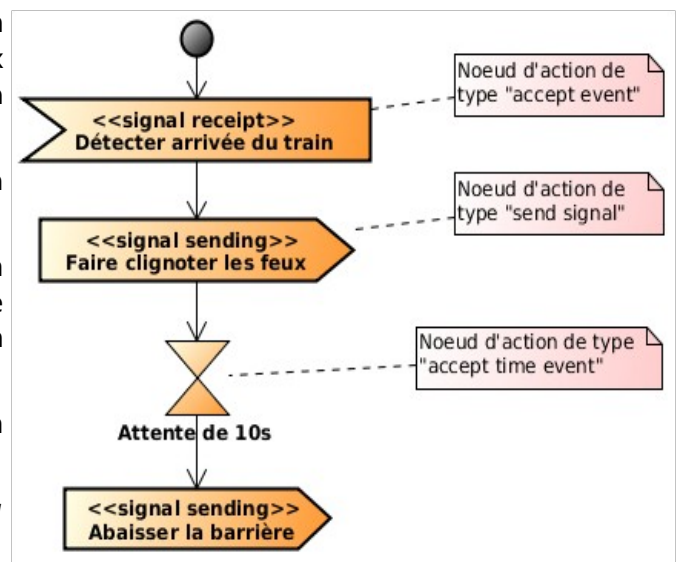 <<signal receipt>>
Détecter arrivée du train
Noeud d'action de
type "accept event"
<<signal sending>>
Faire clignoter les feux
Noeud d'action de
type "send signal"
Noeud d'action de type
"accept time event"
Attente de 10s
<<signal sending>>
Abaisser la barrière